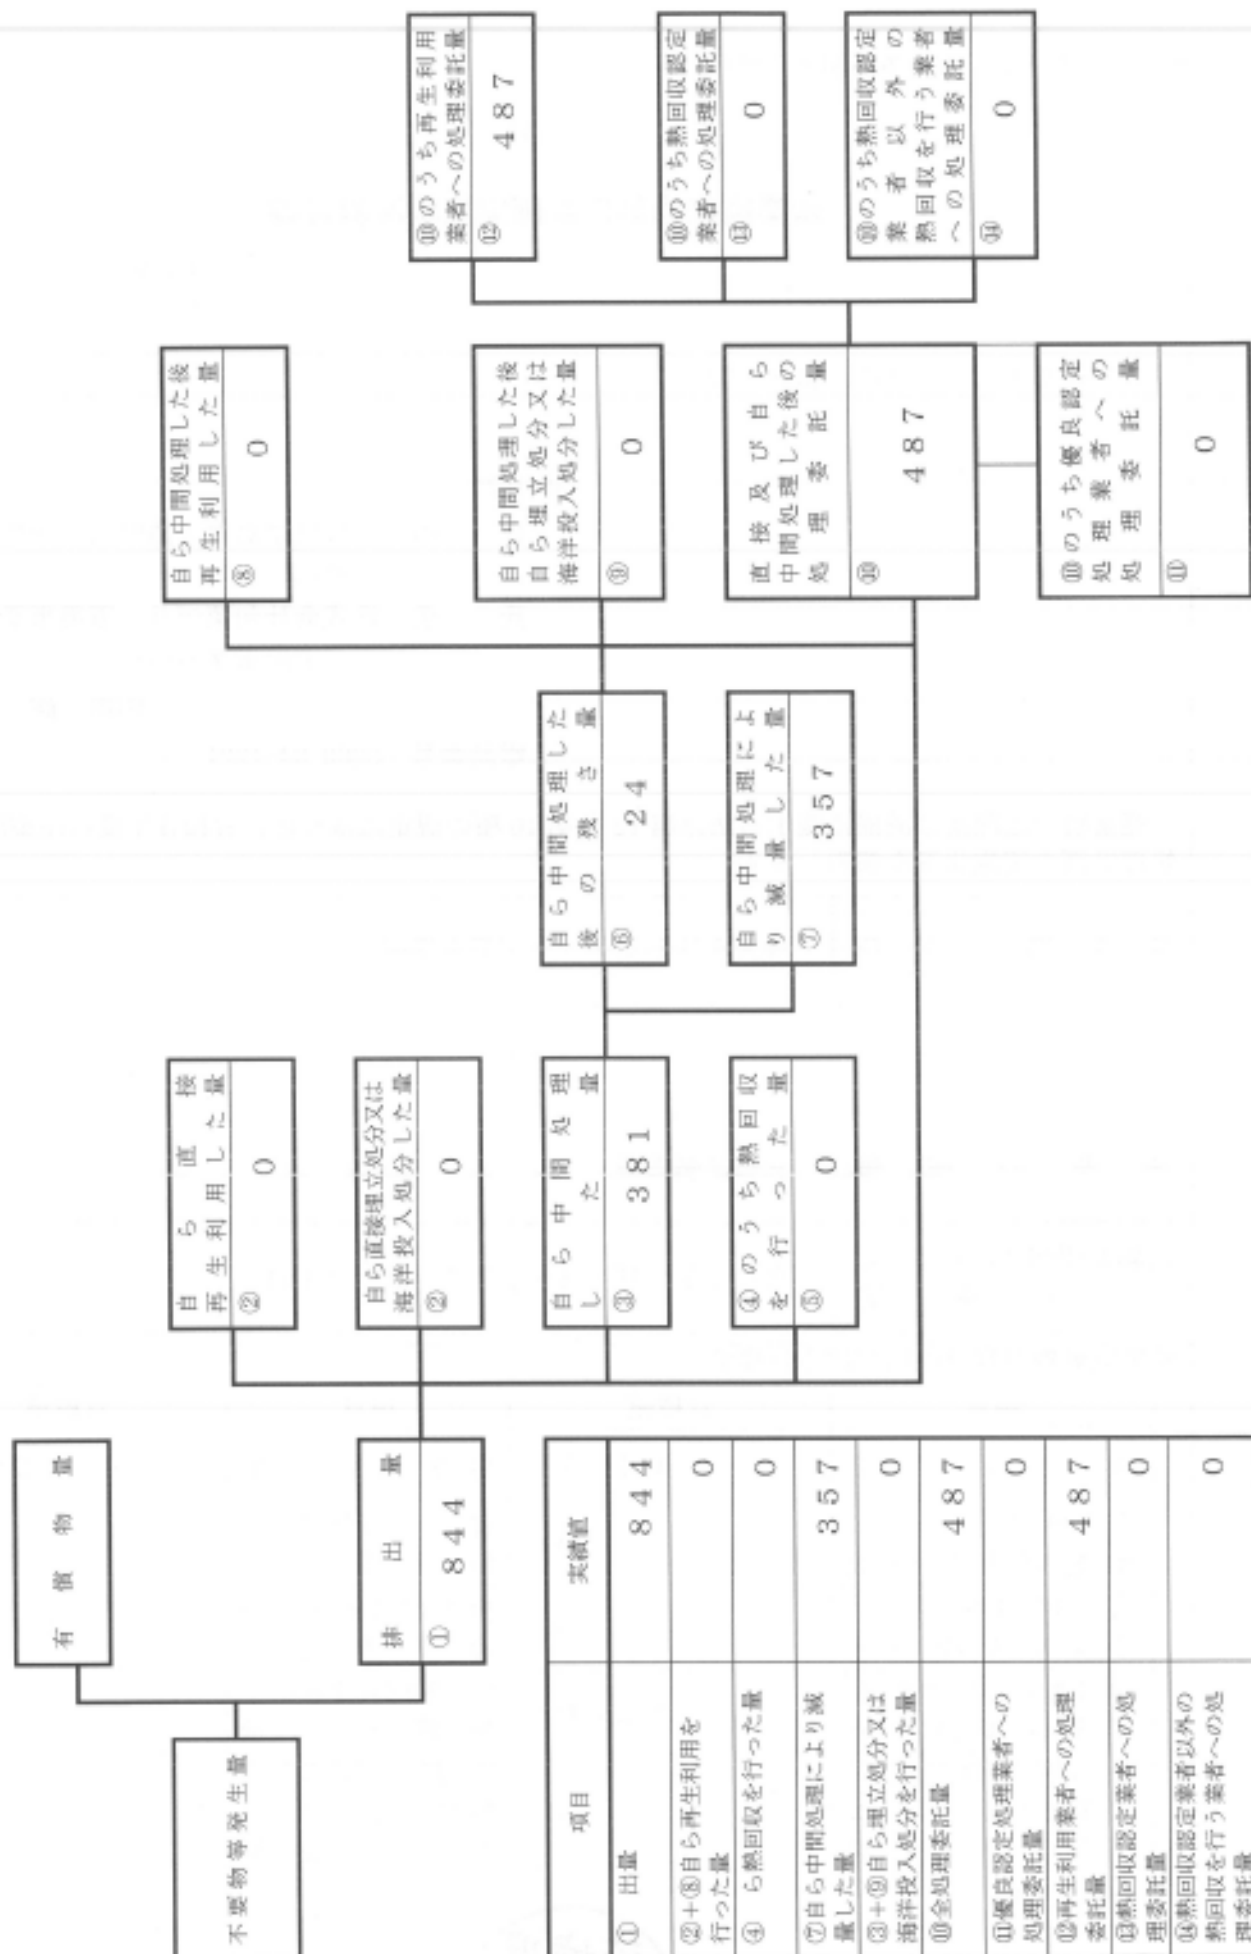 不要物等発生量
有償物量
排出量
① 844
自ら直接
再生利用した量
② 0
自ら直接埋立処分又は
海洋投入処分した量
② 0
自ら中間処理
した量
③ 381
④のうち熱回収
を行った量
⑤ 0
自ら中間処理した
後の残さ量
⑥ 24
自ら中間処理によ
り減量した量
⑦ 357
自ら中間処理した後
再生利用した量
⑧ 0
自ら中間処理した後
自ら埋立処分又は
海洋投入処分した量
⑨ 0
直接及び自ら
中間処理した後の
処理委託量
⑩ 487
⑩のうち優良認定
処理業者への
処理委託量
⑪ 0
⑩のうち再生利用
業者への処理委託量
⑫ 487
⑩のうち熱回収認定
業者への処理委託量
⑬ 0
⑩のうち熱回収認定
業者以外の
熱回収を行う業者
への処理委託量
⑭ 0
項目 実績値
① 出量 844
②+⑧自ら再生利用を
行った量 0
④ ら熱回収を行った量 0
⑦自ら中間処理により減
量した量 357
③+⑨自ら埋立処分又は
海洋投入処分を行った量 0
⑩全処理委託量 487
⑪優良認定処理業者への
処理委託量 0
⑫再生利用業者への処理
委託量 487
⑬熱回収認定業者への処
理委託量 0
⑭熱回収認定業者以外の
熱回収を行う業者への処
理委託量 0